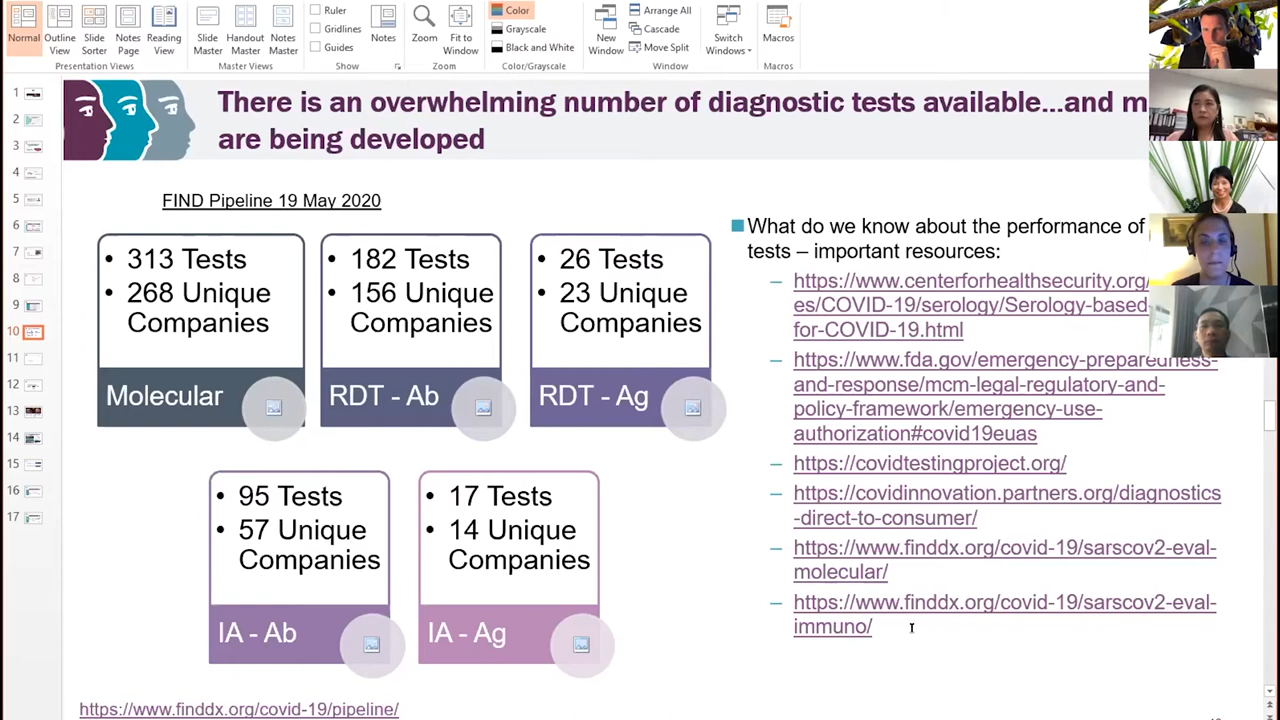 Normal
Outline View
Slide Sorter
Notes Page
Reading View
Presentation Views
Slide Master
Handout Master
Notes Master
Master Views
Ruler
Gridlines
Guides
Show
Notes
Zoom
Fit to Window
Zoom
Color
Grayscale
Black and White
Color/Grayscale
New Window
Arrange All
Cascade
Move Split
Window
Switch Windows
Macros
Macros
1
2
3
4
5
6
7
8
9
10
11
12
13
14
15
16
17
There is an overwhelming number of diagnostic tests available...and m
are being developed
FIND Pipeline 19 May 2020
• 313 Tests
• 268 Unique
Companies
Molecular
• 182 Tests
• 156 Unique
Companies
RDT - Ab
• 26 Tests
• 23 Unique
Companies
RDT - Ag
• 95 Tests
• 57 Unique
Companies
IA - Ab
• 17 Tests
• 14 Unique
Companies
IA - Ag
https://www.finddx.org/covid-19/pipeline/
What do we know about the performance of
tests – important resources:
– https://www.centerforhealthsecurity.org/
es/COVID-19/serology/Serology-based-
for-COVID-19.html
– https://www.fda.gov/emergency-preparedness-
and-response/mcm-legal-regulatory-and-
policy-framework/emergency-use-
authorization#covid19euas
– https://covidtestingproject.org/
– https://covidinnovation.partners.org/diagnostics
-direct-to-consumer/
– https://www.finddx.org/covid-19/sarscov2-eval-
molecular/
– https://www.finddx.org/covid-19/sarscov2-eval-
immuno/